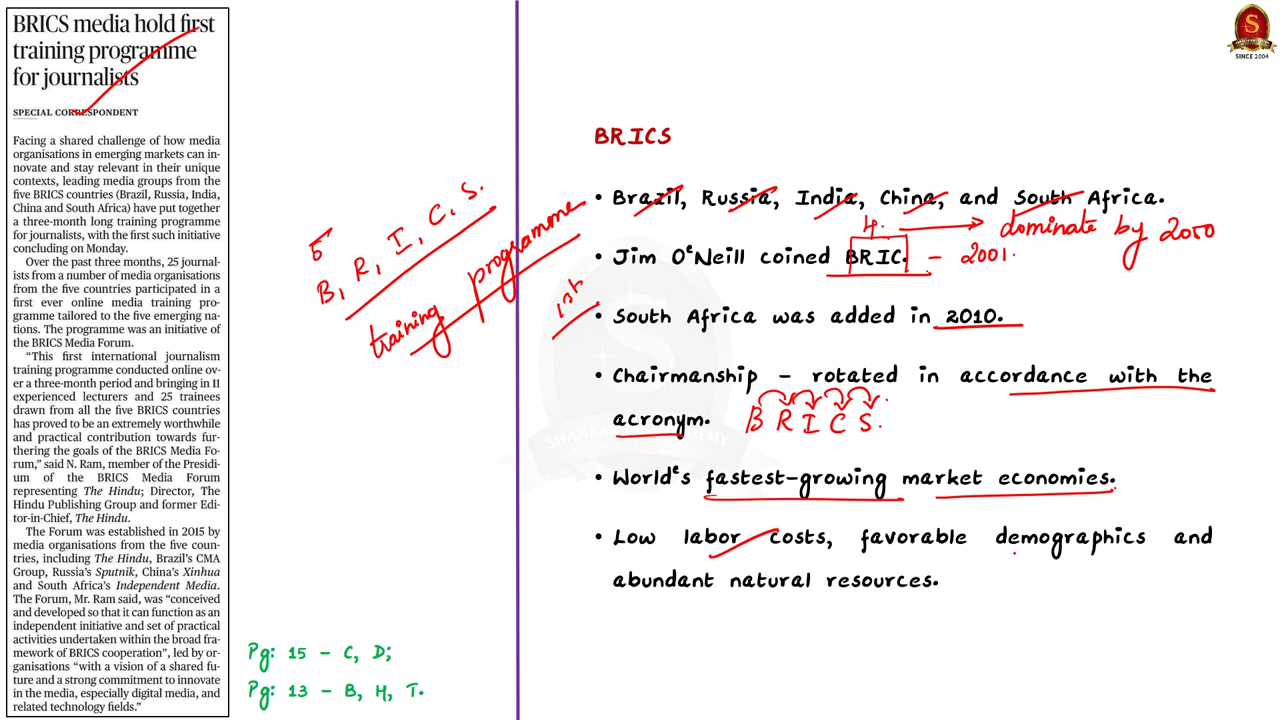 BRICS media hold first
training programme
for journalists
SPECIAL CORRESPONDENT
Facing a shared challenge of how media
organisations in emerging markets can in-
novate and stay relevant in their unique
contexts, leading media groups from the
five BRICS countries (Brazil, Russia, India,
China and South Africa) have put together
a three-month long training programme
for journalists, with the first such initiative
concluding on Monday.
Over the past three months, 25 journal-
ists from a number of media organisations
from the five countries participated in a
first ever online media training pro-
gramme tailored to the five emerging na-
tions. The programme was an initiative of
the BRICS Media Forum.
"This first international journalism
training programme conducted online ov-
er a three-month period and bringing in 11
experienced lecturers and 25 trainees
drawn from all the five BRICS countries
has proved to be an extremely worthwhile
and practical contribution towards fur-
thering the goals of the BRICS Media Fo-
rum," said N. Ram, member of the Presidi-
um of the BRICS Media Forum
representing The Hindu; Director, The
Hindu Publishing Group and former Edi-
tor-in-Chief, The Hindu.
The Forum was established in 2015 by
media organisations from the five coun-
tries, including The Hindu, Brazil's CMA
Group, Russia's Sputnik, China's Xinhua
and South Africa's Independent Media.
The Forum, Mr. Ram said, was "conceived
and developed so that it can function as an
independent initiative and set of practical
activities undertaken within the broad fra-
mework of BRICS cooperation", led by or-
ganisations "with a vision of a shared fu-
ture and a strong commitment to innovate
in the media, especially digital media, and
related technology fields."
5
B, R, I, C, S.
training programme
1st
Pg: 15 - C, D;
Pg: 13 - B, H, T.
SINCE 2004
BRICS
• Brazil, Russia, India, China, and South Africa.
4. → dominate by 2050
• Jim O'Neill coined BRIC. - 2001.
• South Africa was added in 2010.
• Chairmanship - rotated in accordance with the
acronym. B R I C S.
• World's fastest-growing market economies.
• Low labor costs, favorable demographics and
abundant natural resources.